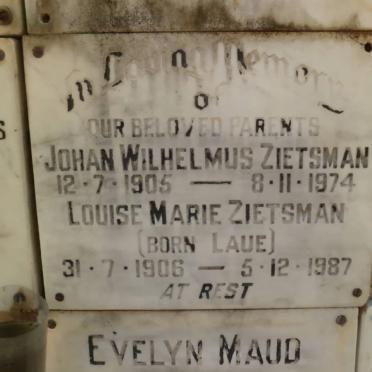 In Loving Memory
of
OUR BELOVED PARENTS
JOHAN WILHELMUS ZIETSMAN
12·7·1905 — 8·11·1974
LOUISE MARIE ZIETSMAN
(BORN LAUE)
31·7·1906 — 5·12·1987
AT REST
EVELYN MAUD